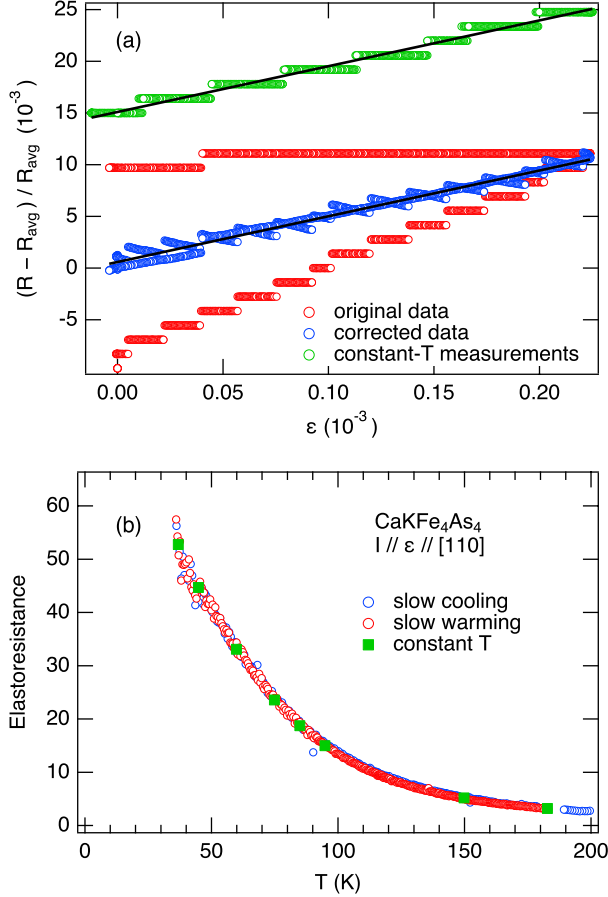 (a)
25
20
15
10
5
0
-5
(R − R_avg) / R_avg (10⁻³)
original data
corrected data
constant-T measurements
0.00 0.05 0.10 0.15 0.20
ε (10⁻³)
(b)
60
50
40
30
20
10
0
Elastoresistance
CaKFe₄As₄
I // ε // [110]
slow cooling
slow warming
constant T
0 50 100 150 200
T (K)